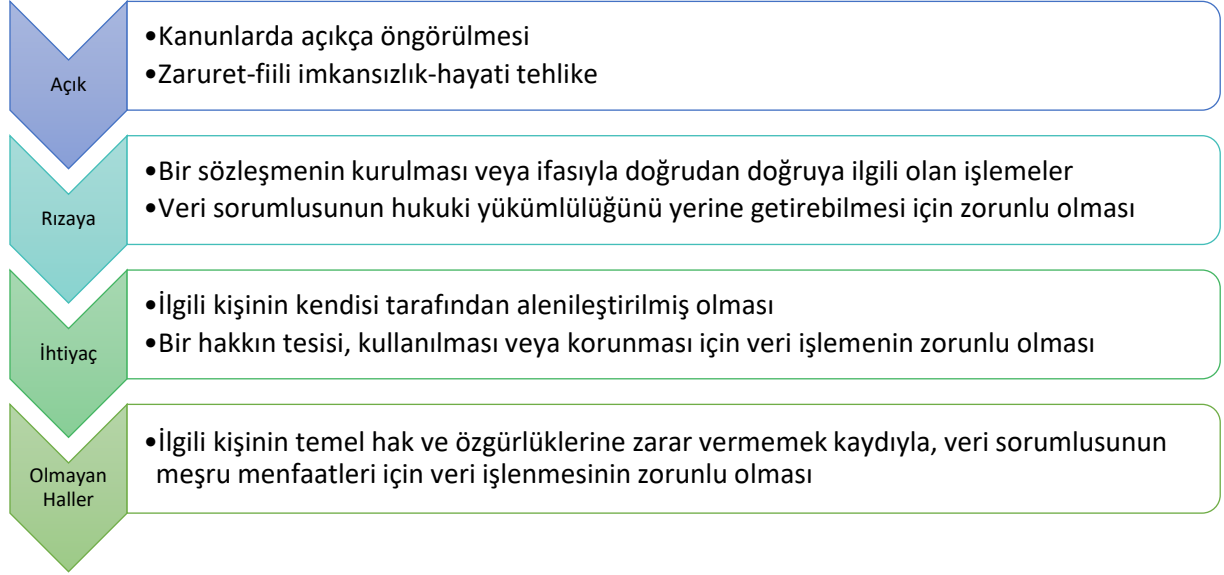 Açık
•Kanunlarda açıkça öngörülmesi
•Zaruret-fiili imkansızlık-hayati tehlike
Rızaya
•Bir sözleşmenin kurulması veya ifasıyla doğrudan doğruya ilgili olan işlemeler
•Veri sorumlusunun hukuki yükümlülüğünü yerine getirebilmesi için zorunlu olması
İhtiyaç
•İlgili kişinin kendisi tarafından alenileştirilmiş olması
•Bir hakkın tesisi, kullanılması veya korunması için veri işlemenin zorunlu olması
Olmayan
Haller
•İlgili kişinin temel hak ve özgürlüklerine zarar vermemek kaydıyla, veri sorumlusunun
meşru menfaatleri için veri işlenmesinin zorunlu olması